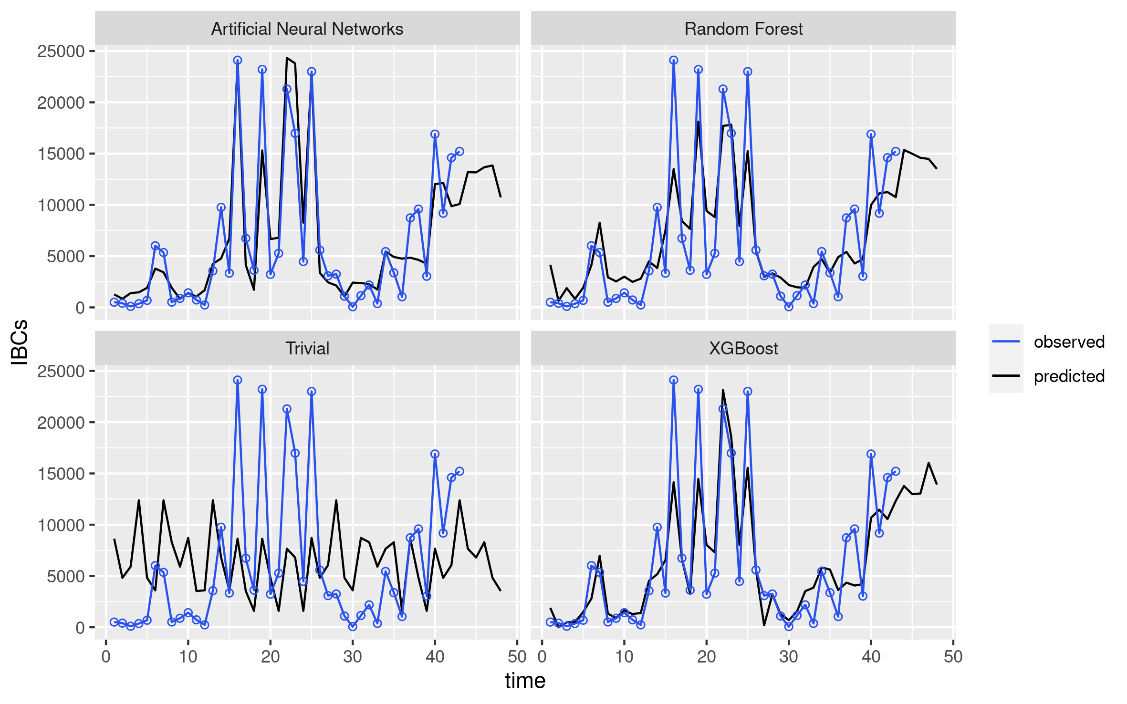 Artificial Neural Networks
Random Forest
25000
20000
15000
10000
5000
0
Trivial
XGBoost
25000
20000
15000
10000
5000
0
0 10 20 30 40 50
0 10 20 30 40 50
IBCs
time
observed
predicted